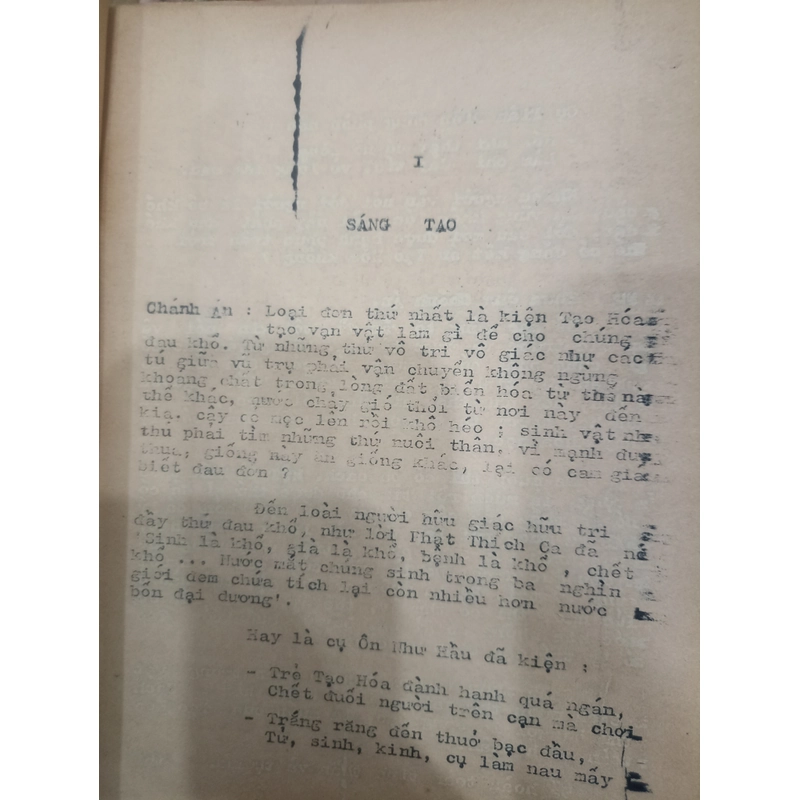 I
SÁNG TẠO
Chánh Án : Loại đơn thứ nhất là kiện Tạo Hóa
tạo vạn vật làm gì để cho chúng
đau khổ. Từ những thứ vô tri vô giác như các
tú giữa vũ trụ phải vận chuyển không ngừng
khoáng chất trong lòng đất biến hóa từ thể này
thể khác, nước chảy gió thổi từ nơi này đến
kia. cây cỏ mọc lên rồi khô héo ; sinh vật
thú phải tìm những thứ nuôi thân. vì mạnh được
thua, giống này ăn giống khác, lại có cảm giác
biết đau đớn ?
Đến loài người hữu giác hữu tri
đầy thứ đau khổ, như lời Phật Thích Ca đã
'Sinh là khổ, già là khổ, bệnh là khổ , chết
khổ ... Nước mắt chúng sinh trong ba nghìn
giới đem chứa tích lại còn nhiều hơn nước
bốn đại dương'.
Hay là cụ Ôn Như Hầu đã kiện :
- Trẻ Tạo Hóa đành hanh quá ngán,
Chết đuối người trên cạn mà chơi
- Trắng răng đến thuở bạc đầu,
Tử, sinh, kinh, cụ làm nau mấy